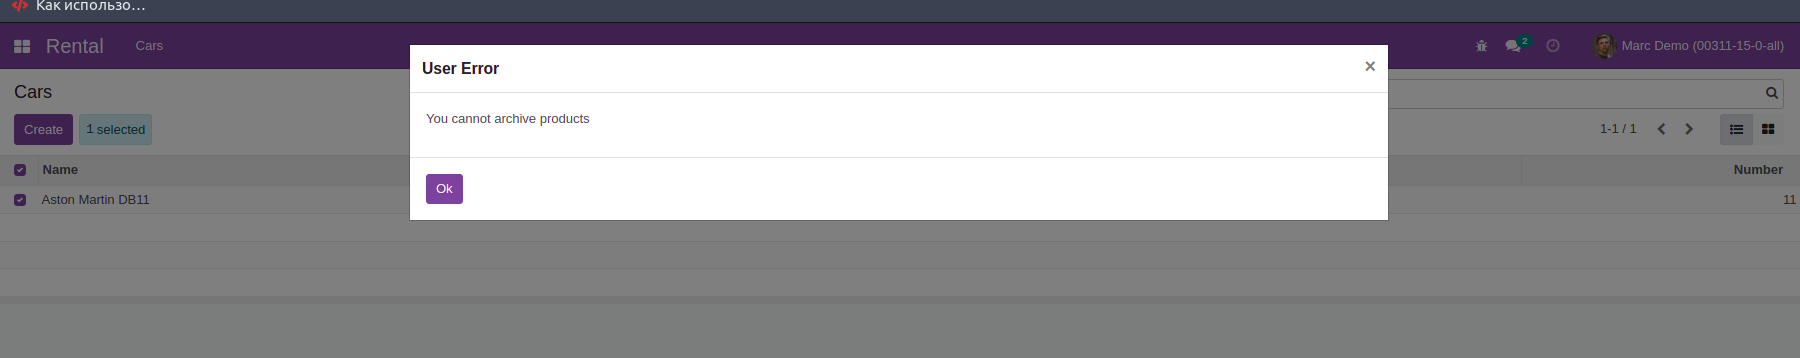 Как использо...
Rental
Cars
2
Marc Demo (00311-15-0-all)
User Error
×
Cars
You cannot archive products
Create
1 selected
1-1 / 1
Name
Number
Ok
Aston Martin DB11
11